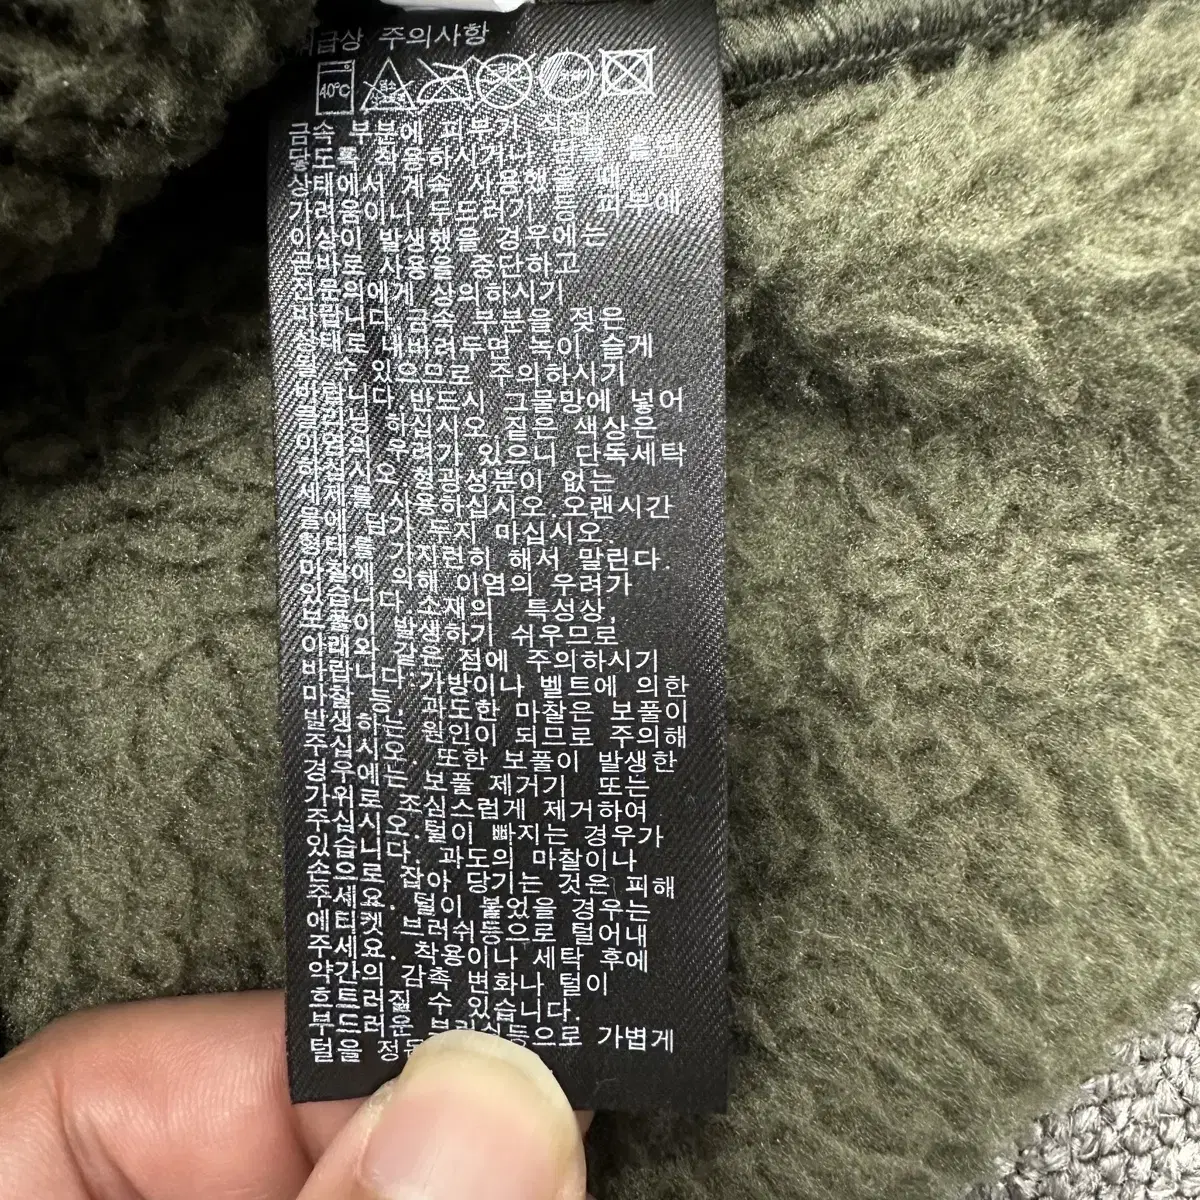 취급상 주의사항
40℃
금속 부분에 피부가 직접
닿도록 착용하시거나
상태에서 계속 사용했을 때
가려움이나 두드러기 등 피부에
이상이 발생했을 경우에는
곧바로 사용을 중단하고
전문의에게 상의하시기
바랍니다.금속 부분을 젖은
상태로 내버려두면 녹이 슬게
될 수 있으므로 주의하시기
바랍니다.반드시 그물망에 넣어
클리닝 하십시오 짙은 색상은
이염의 우려가 있으니 단독세탁
하십시오 형광성분이 없는
세제를 사용하십시오.오랜시간
물에 담가 두지 마십시오.
형태를 가지런히 해서 말린다.
마찰에 의해 이염의 우려가
있습니다.소재의 특성상,
보풀이 발생하기 쉬우므로
아래와 같은 점에 주의하시기
바랍니다:가방이나 벨트에 의한
마찰 등, 과도한 마찰은 보풀이
발생하는 원인이 되므로 주의해
주십시오. 또한 보풀이 발생한
경우에는 보풀 제거기 또는
가위로 조심스럽게 제거하여
주십시오.털이 빠지는 경우가
있습니다. 과도의 마찰이나
손으로 잡아 당기는 것은 피해
주세요. 털이 붙었을 경우는
에티켓 브러쉬등으로 털어내
주세요. 착용이나 세탁 후에
약간의 감촉 변화나 털이
흐트러질 수 있습니다.
부드러운 브러쉬등으로 가볍게
털을